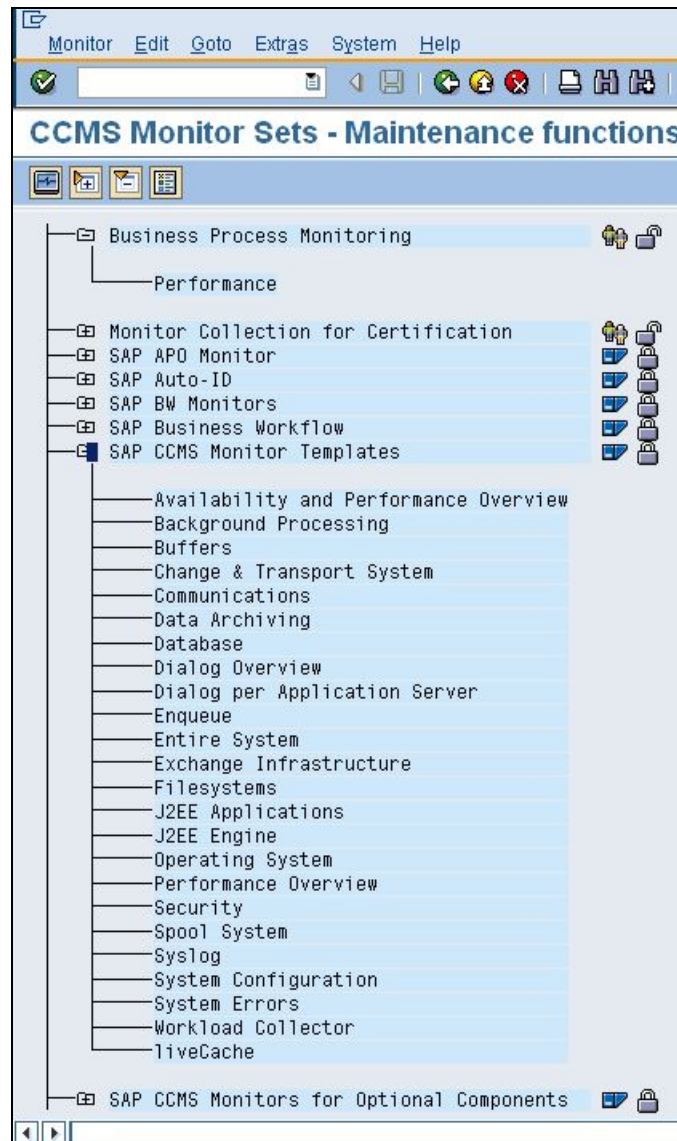 Monitor Edit Goto Extras System Help
CCMS Monitor Sets - Maintenance functions
Business Process Monitoring
Performance
Monitor Collection for Certification
SAP APO Monitor
SAP Auto-ID
SAP BW Monitors
SAP Business Workflow
SAP CCMS Monitor Templates
Availability and Performance Overview
Background Processing
Buffers
Change & Transport System
Communications
Data Archiving
Database
Dialog Overview
Dialog per Application Server
Enqueue
Entire System
Exchange Infrastructure
Filesystems
J2EE Applications
J2EE Engine
Operating System
Performance Overview
Security
Spool System
Syslog
System Configuration
System Errors
Workload Collector
liveCache
SAP CCMS Monitors for Optional Components